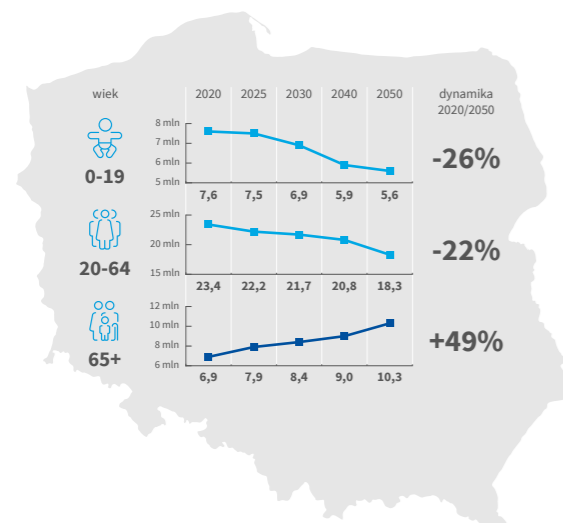 wiek 2020 2025 2030 2040 2050 dynamika
2020/2050
8 mln
7 mln
6 mln
5 mln
0-19
7,6 7,5 6,9 5,9 5,6
-26%
25 mln
20 mln
15 mln
20-64
23,4 22,2 21,7 20,8 18,3
-22%
12 mln
10 mln
8 mln
6 mln
65+
6,9 7,9 8,4 9,0 10,3
+49%